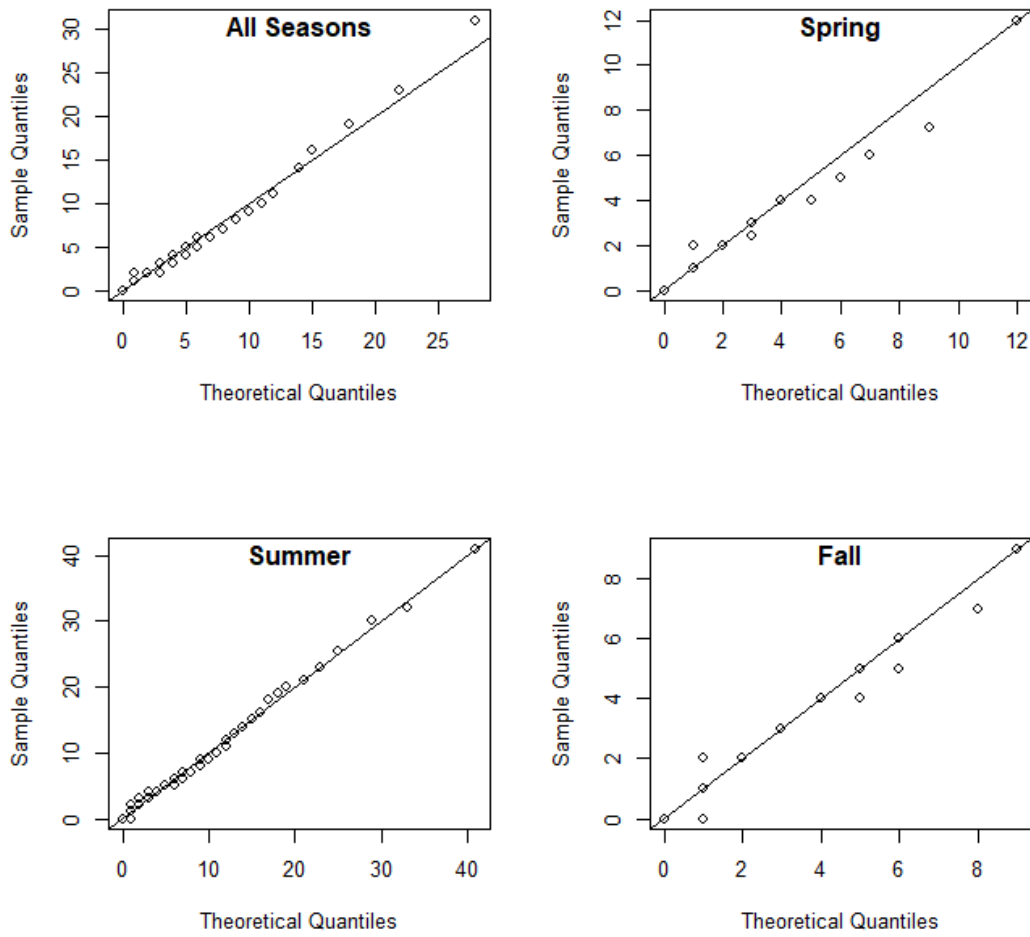 All Seasons
Sample Quantiles
30
25
20
15
10
5
0
0 5 10 15 20 25
Theoretical Quantiles
Spring
Sample Quantiles
12
10
8
6
4
2
0
0 2 4 6 8 10 12
Theoretical Quantiles
Summer
Sample Quantiles
40
30
20
10
0
0 10 20 30 40
Theoretical Quantiles
Fall
Sample Quantiles
8
6
4
2
0
0 2 4 6 8
Theoretical Quantiles